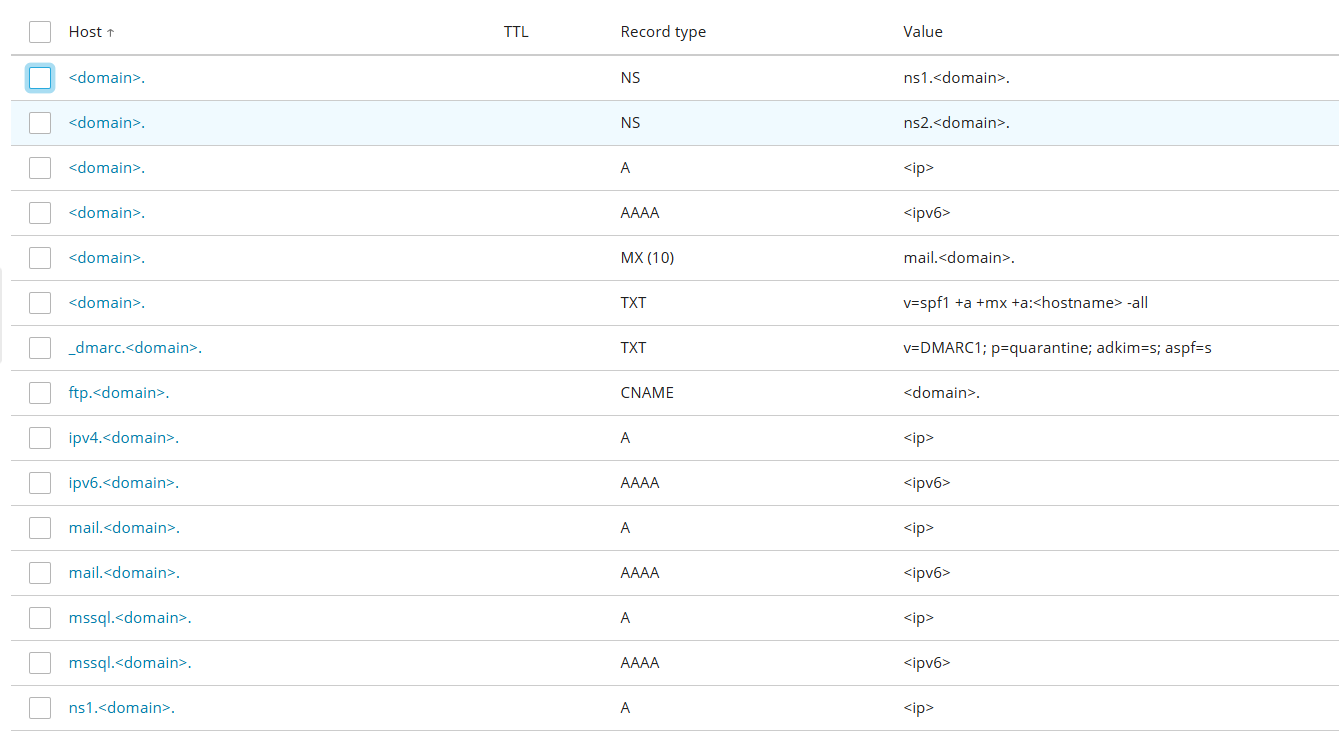 Host ↑ TTL Record type Value
<domain>. NS ns1.<domain>.
<domain>. NS ns2.<domain>.
<domain>. A <ip>
<domain>. AAAA <ipv6>
<domain>. MX (10) mail.<domain>.
<domain>. TXT v=spf1 +a +mx +a:<hostname> -all
_dmarc.<domain>. TXT v=DMARC1; p=quarantine; adkim=s; aspf=s
ftp.<domain>. CNAME <domain>.
ipv4.<domain>. A <ip>
ipv6.<domain>. AAAA <ipv6>
mail.<domain>. A <ip>
mail.<domain>. AAAA <ipv6>
mssql.<domain>. A <ip>
mssql.<domain>. AAAA <ipv6>
ns1.<domain>. A <ip>